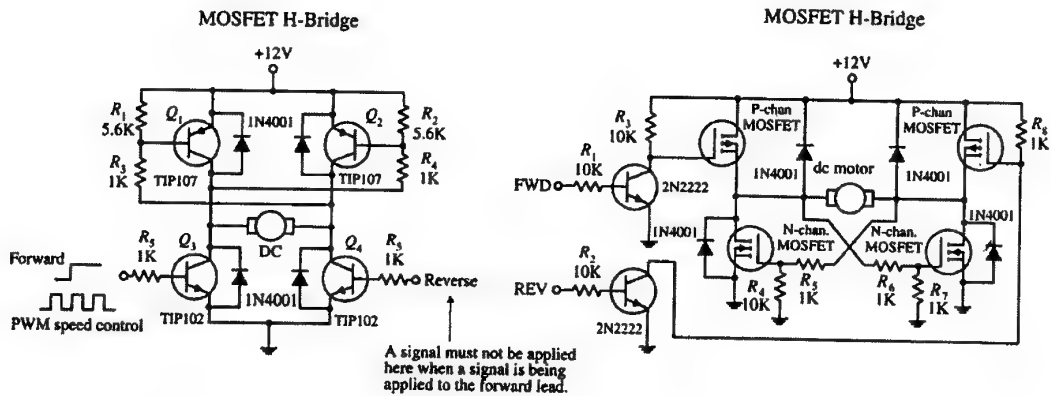 MOSFET H-Bridge
+12V
R1
5.6K
Q1
1N4001
Q2
R2
5.6K
R3
1K
TIP107
TIP107
R4
1K
DC
R5
1K
Q3
Q4
R5
1K
Forward
Reverse
1N4001
PWM speed control
TIP102
TIP102
A signal must not be applied
here when a signal is being
applied to the forward lead.
MOSFET H-Bridge
+12V
P-chan
MOSFET
P-chan
MOSFET
R3
10K
R8
1K
R1
10K
FWD
2N2222
1N4001
dc motor
1N4001
1N4001
N-chan.
MOSFET
N-chan.
MOSFET
1N4001
R2
10K
REV
2N2222
R4
10K
R5
1K
R6
1K
R7
1K